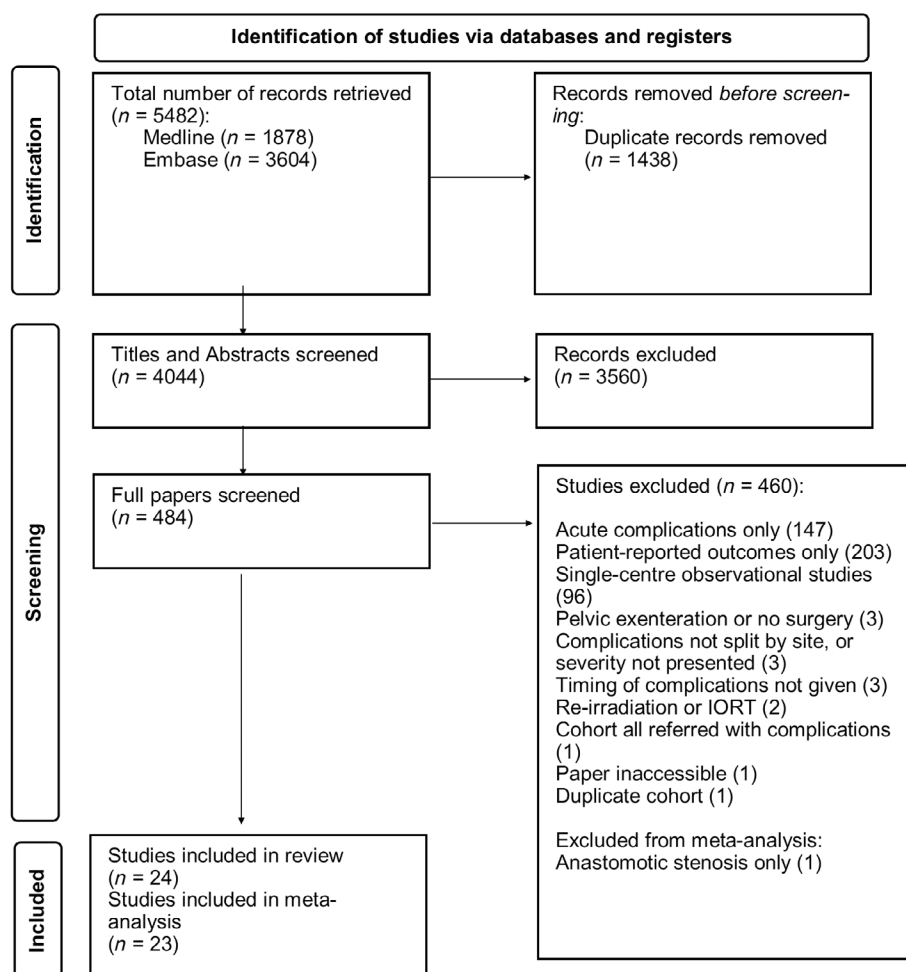 Identification of studies via databases and registers
Identification
Total number of records retrieved
(n = 5482):
Medline (n = 1878)
Embase (n = 3604)
Records removed before screen-
ing:
Duplicate records removed
(n = 1438)
Screening
Titles and Abstracts screened
(n = 4044)
Records excluded
(n = 3560)
Full papers screened
(n = 484)
Studies excluded (n = 460):
Acute complications only (147)
Patient-reported outcomes only (203)
Single-centre observational studies
(96)
Pelvic exenteration or no surgery (3)
Complications not split by site, or
severity not presented (3)
Timing of complications not given (3)
Re-irradiation or IORT (2)
Cohort all referred with complications
(1)
Paper inaccessible (1)
Duplicate cohort (1)
Excluded from meta-analysis:
Anastomotic stenosis only (1)
Included
Studies included in review
(n = 24)
Studies included in meta-
analysis
(n = 23)